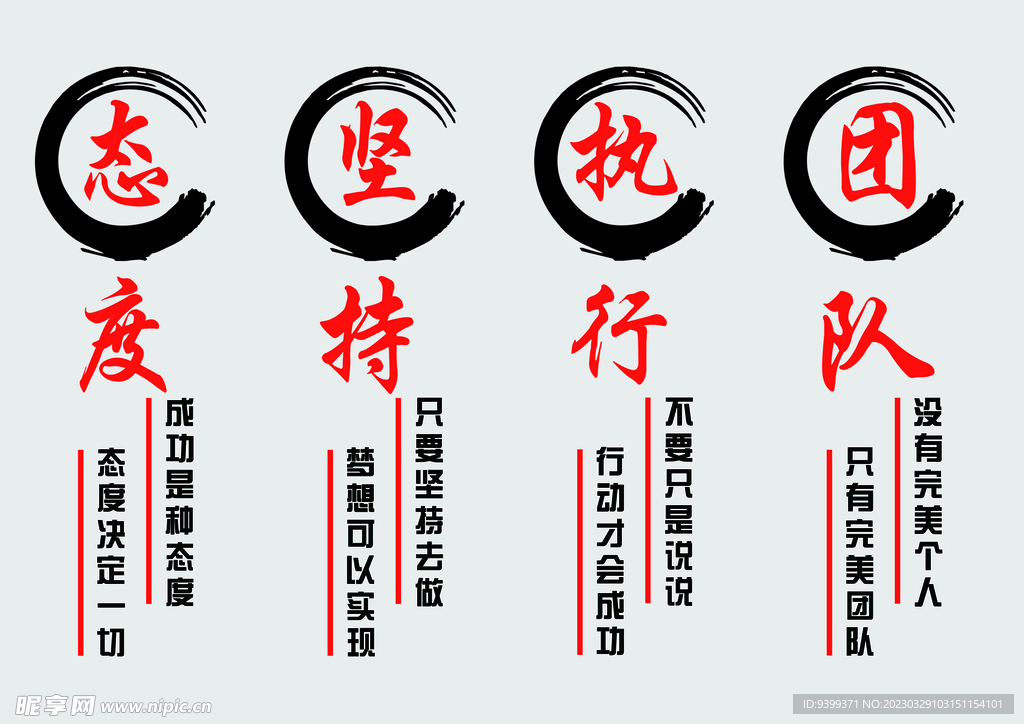 态度
成功是种态度
态度决定一切
坚持
只要坚持去做
梦想可以实现
执行
不要只是说说
行动才会成功
团队
没有完美个人
只有完美团队
昵享网 www.nipic.cn
ID:9399371 NO:20230329103151154101